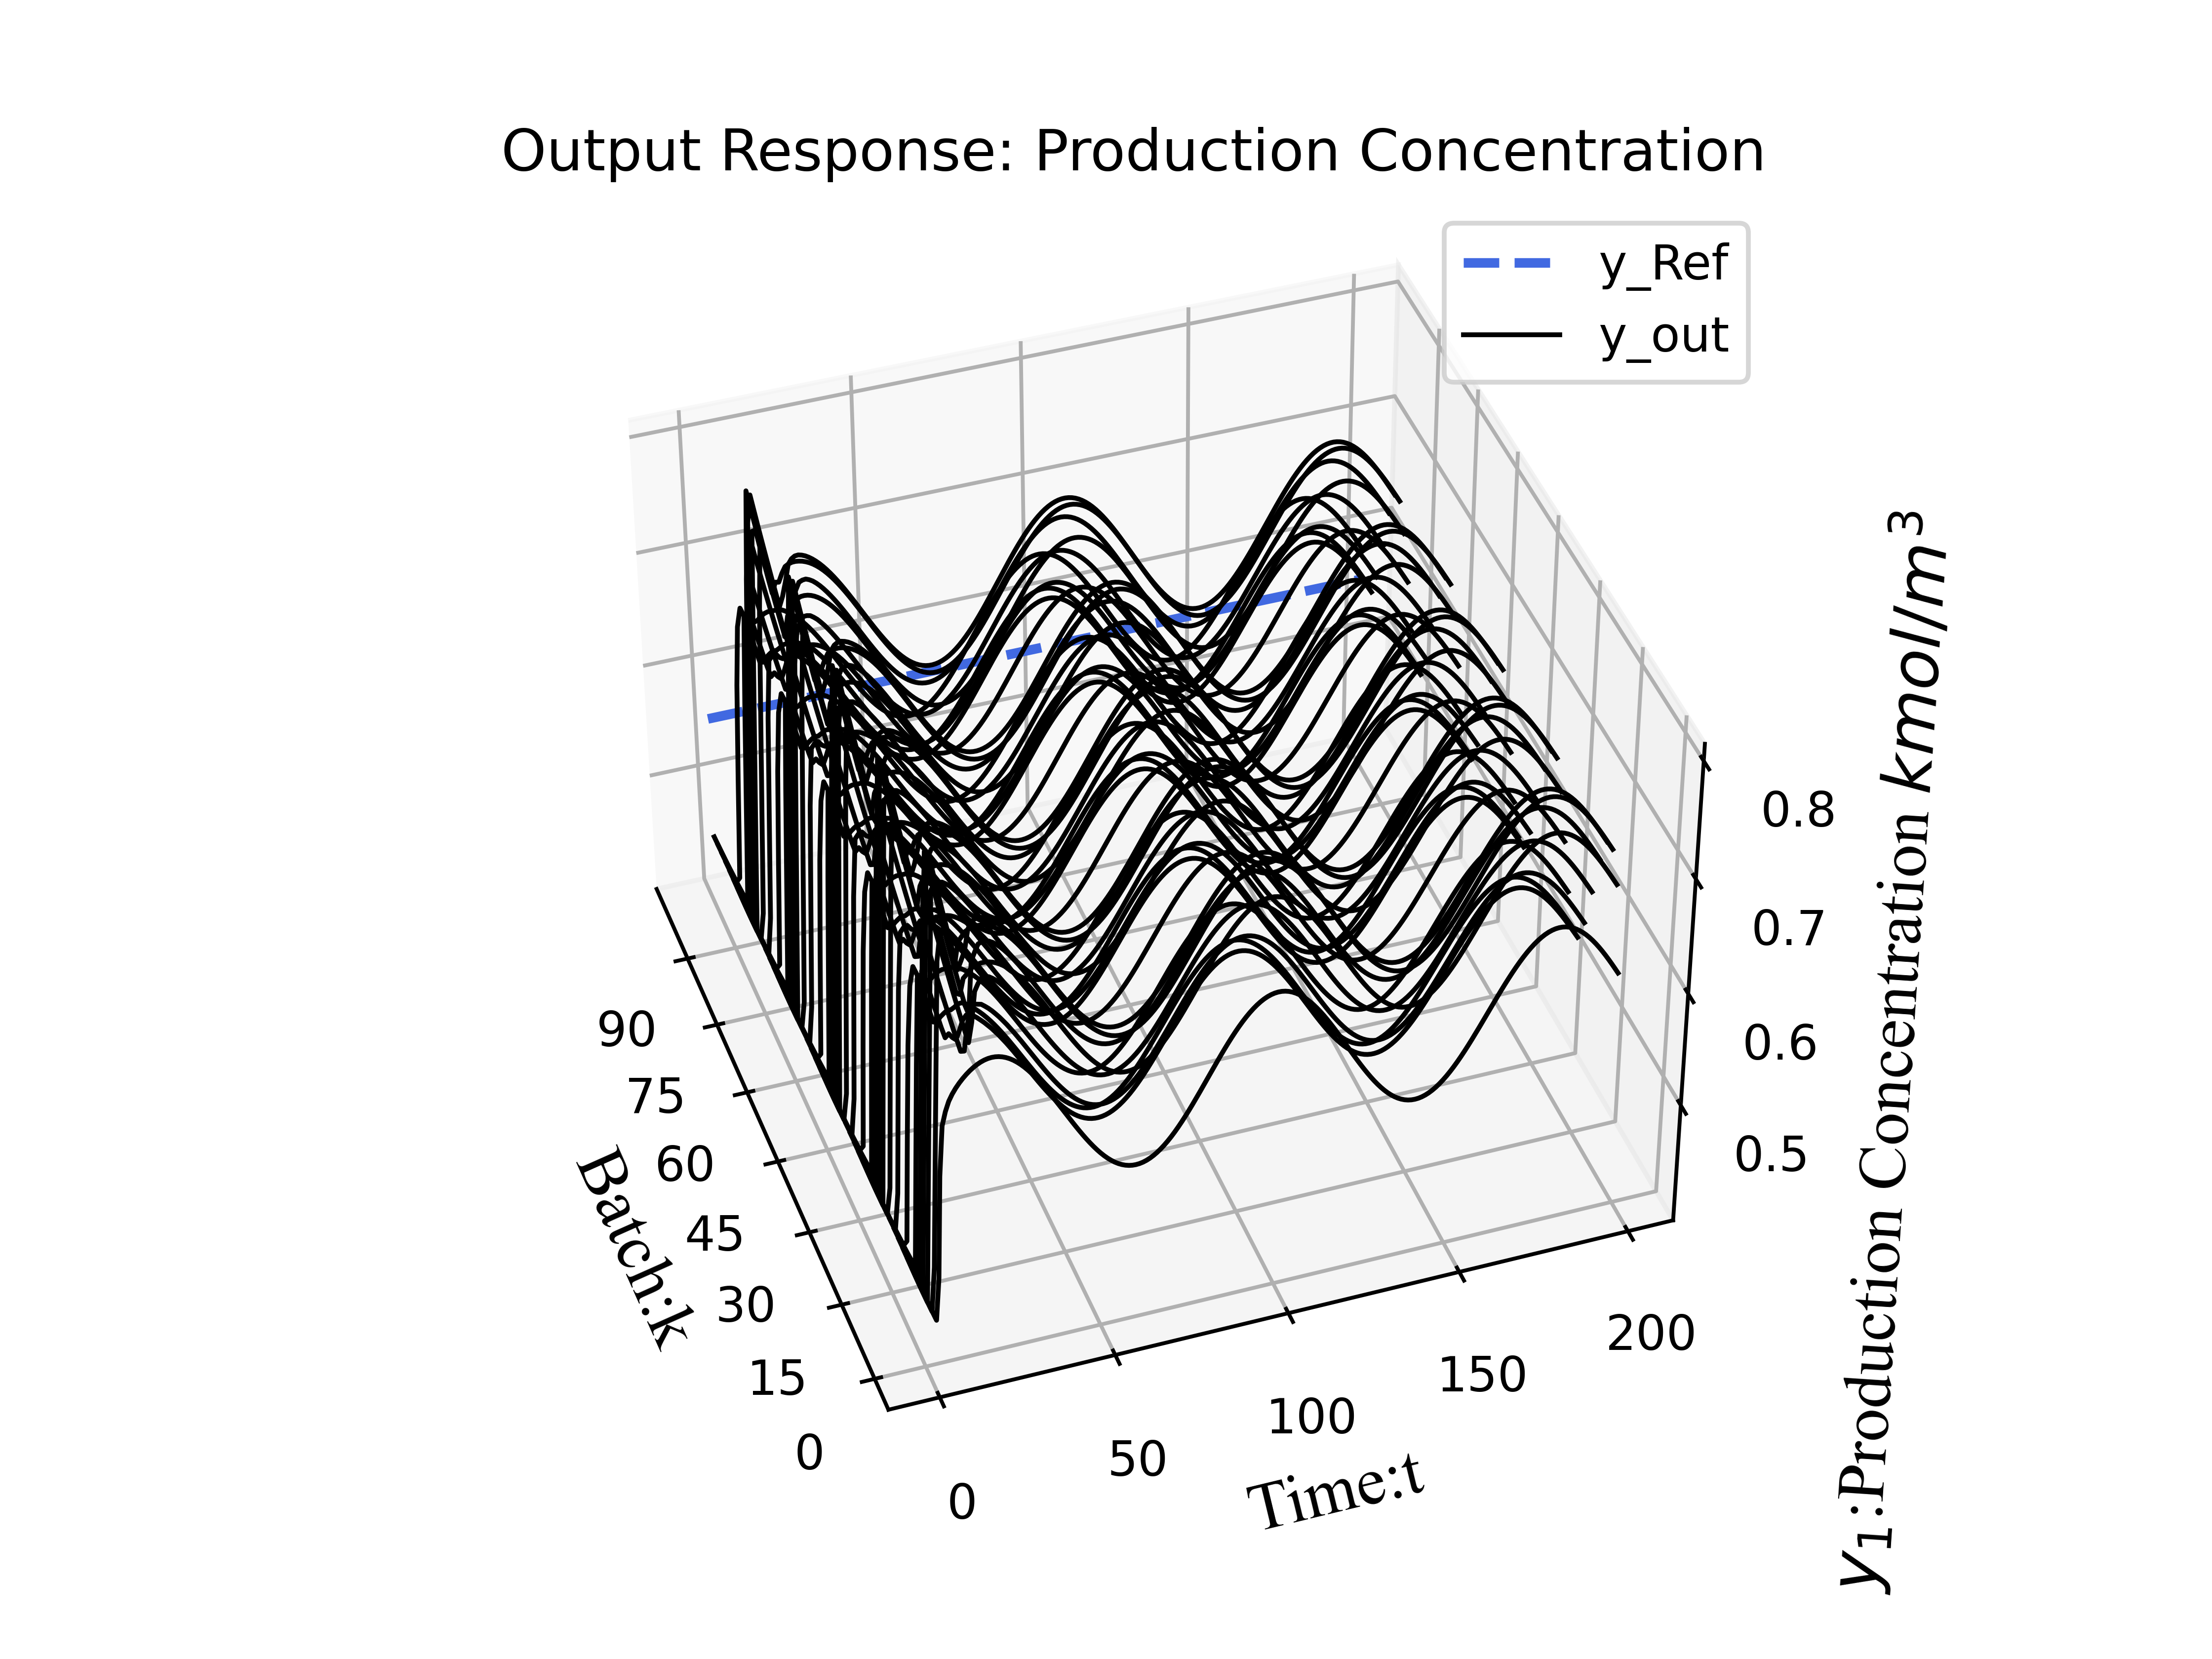 Output Response: Production Concentration
y_Ref
y_out
90
75
60
45
30
15
0
Batch:k
0
50
100
150
200
Time:t
0.8
0.7
0.6
0.5
y₁:Production Concentration kmol/m³